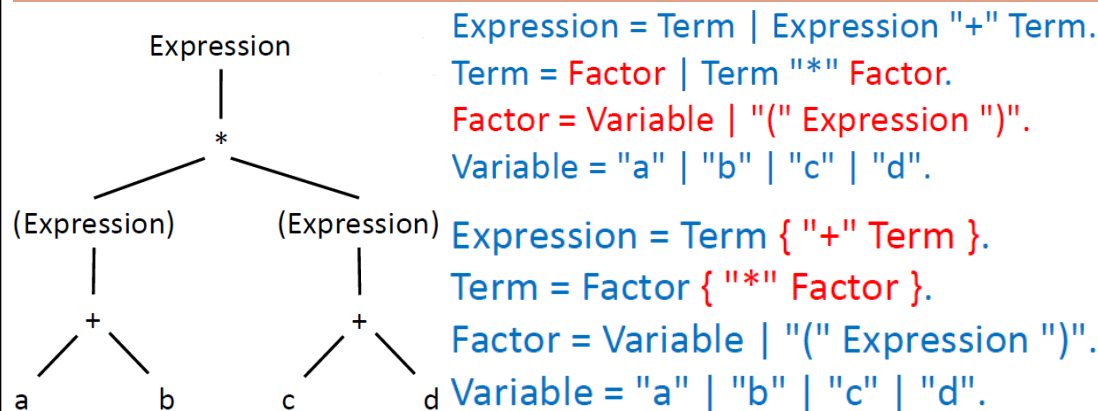 Expression
*
(Expression) (Expression)
+ +
a b c d
Expression = Term | Expression "+" Term.
Term = Factor | Term "*" Factor.
Factor = Variable | "(" Expression ")".
Variable = "a" | "b" | "c" | "d".
Expression = Term { "+" Term }.
Term = Factor { "*" Factor }.
Factor = Variable | "(" Expression ")".
Variable = "a" | "b" | "c" | "d".